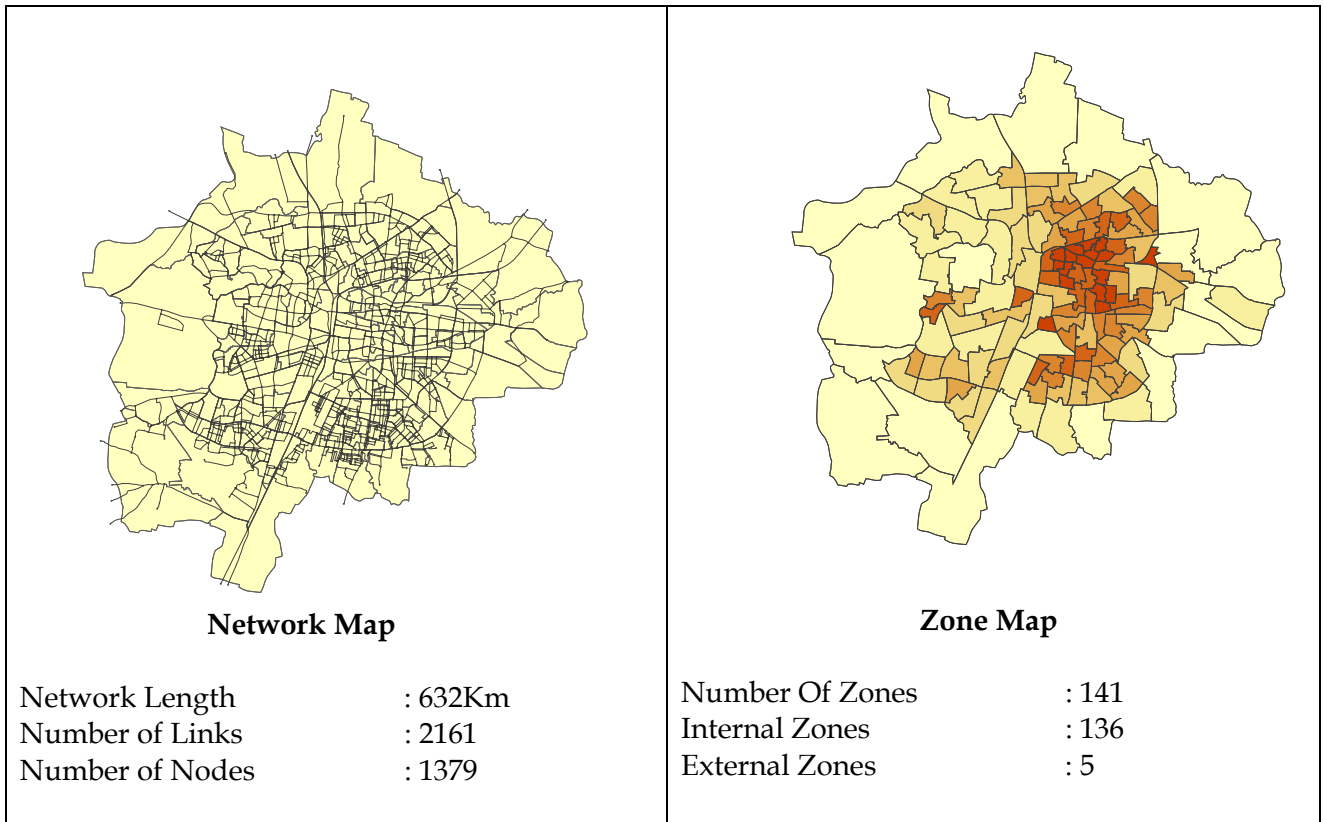 Network Map
Network Length : 632Km
Number of Links : 2161
Number of Nodes : 1379
Zone Map
Number Of Zones : 141
Internal Zones : 136
External Zones : 5